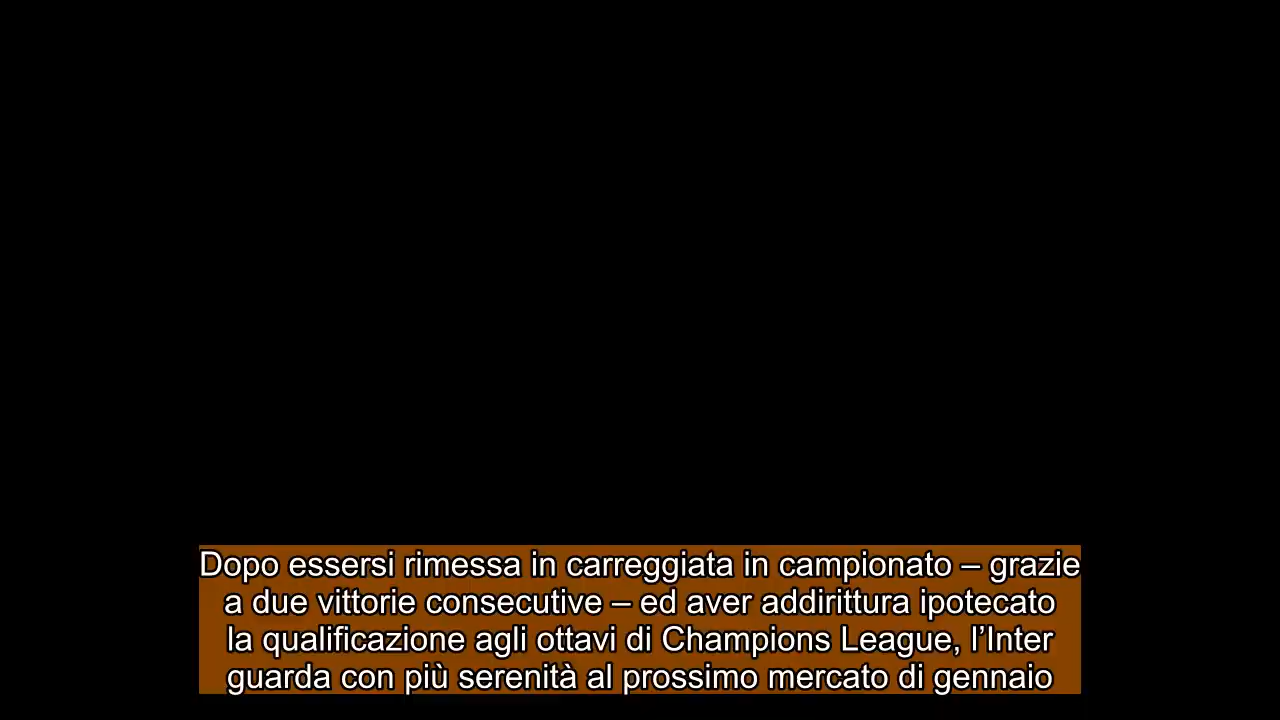 Dopo essersi rimessa in carreggiata in campionato – grazie
a due vittorie consecutive – ed aver addirittura ipotecato
la qualificazione agli ottavi di Champions League, l’Inter
guarda con più serenità al prossimo mercato di gennaio